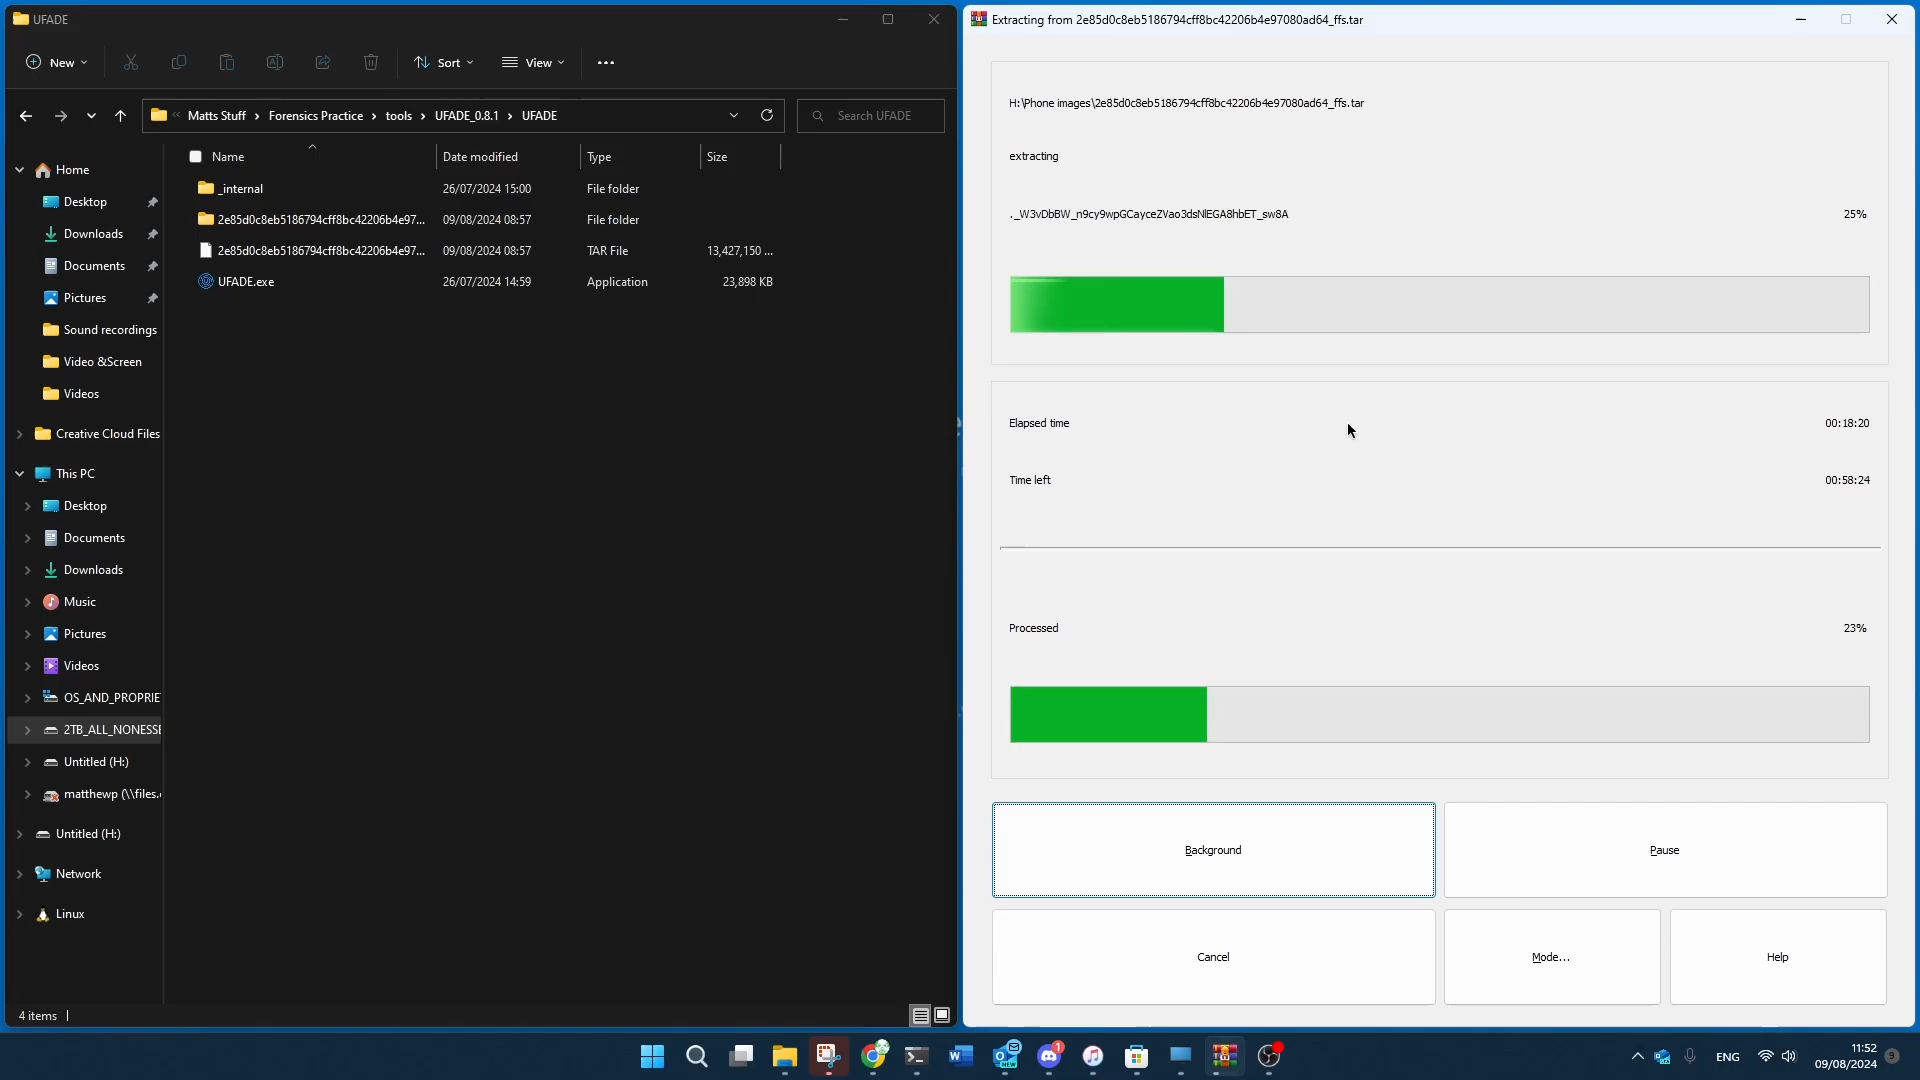 UFADE
New
Sort
View
Matts Stuff > Forensics Practice > tools > UFADE_0.8.1 > UFADE
Search UFADE
Name Date modified Type Size
_internal 26/07/2024 15:00 File folder
2e85d0c8eb5186794cff8bc42206b4e97... 09/08/2024 08:57 File folder
2e85d0c8eb5186794cff8bc42206b4e97... 09/08/2024 08:57 TAR File 13,427,150 ...
UFADE.exe 26/07/2024 14:59 Application 23,898 KB
Home
Desktop
Downloads
Documents
Pictures
Sound recordings
Video &Screen
Videos
Creative Cloud Files
This PC
Desktop
Documents
Downloads
Music
Pictures
Videos
OS_AND_PROPRIE
2TB_ALL_NONESSE
Untitled (H:)
matthewp (\\files.
Untitled (H:)
Network
Linux
4 items
Extracting from 2e85d0c8eb5186794cff8bc42206b4e97080ad64_ffs.tar
H:\Phone images\2e85d0c8eb5186794cff8bc42206b4e97080ad64_ffs.tar
extracting
._W3vDbBW_n9cy9wpGCayceZVao3dsNlEGA8hbET_sw8A 25%
Elapsed time 00:18:20
Time left 00:58:24
Processed 23%
Background
Pause
Cancel
Mode...
Help
NEW
1
ENG
11:52
09/08/2024
9